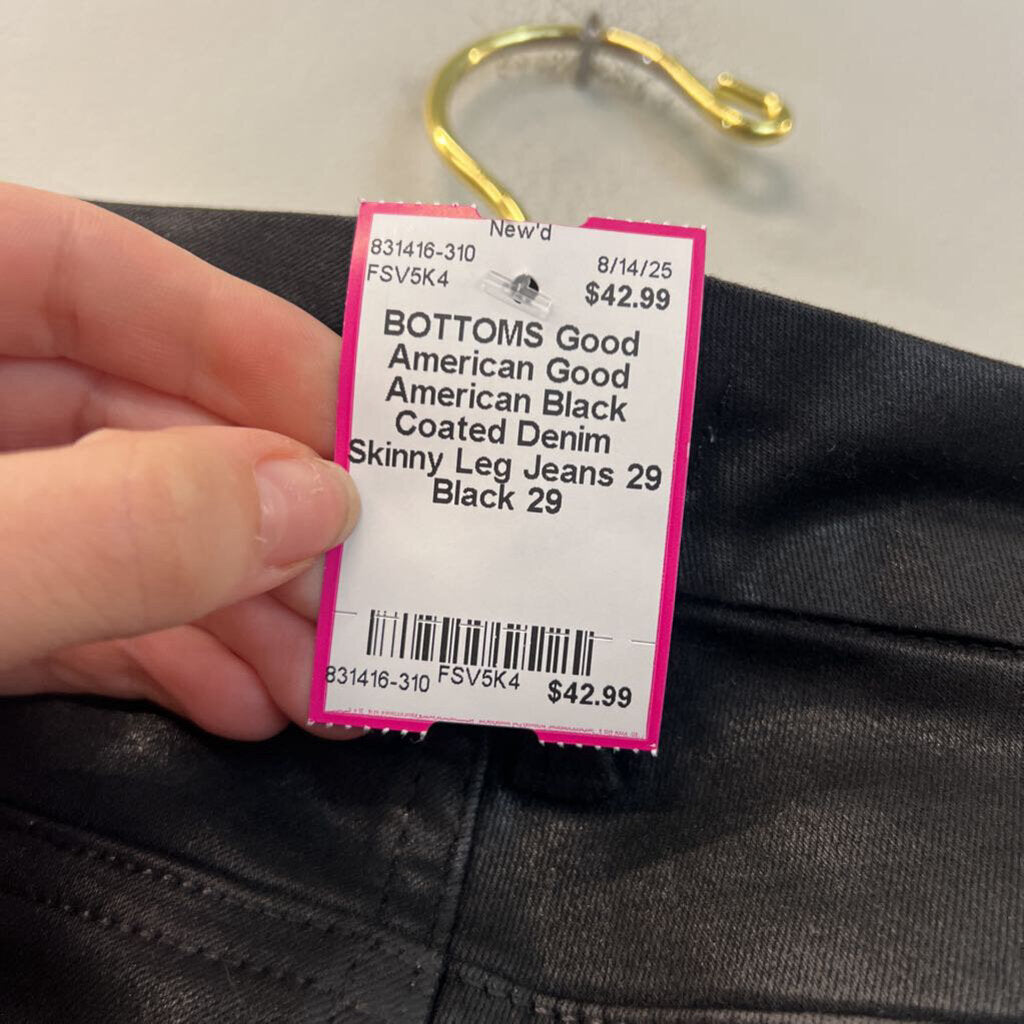 New'd
831416-310 8/14/25
FSV5K4 $42.99
BOTTOMS Good
American Good
American Black
Coated Denim
Skinny Leg Jeans 29
Black 29
831416-310 FSV5K4 $42.99